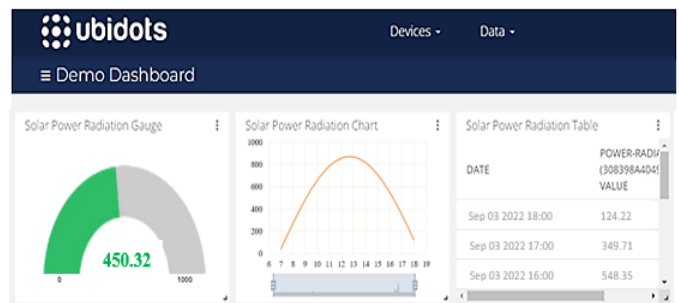 ubidots
Devices Data
≡ Demo Dashboard
Solar Power Radiation Gauge
450.32
0 1000
Solar Power Radiation Chart
1000
800
600
400
200
0
6 7 8 9 10 11 12 13 14 15 16 17 18 19
Solar Power Radiation Table
DATE
POWER-RADIA
(308398A4049
VALUE
Sep 03 2022 18:00 124.22
Sep 03 2022 17:00 349.71
Sep 03 2022 16:00 548.35